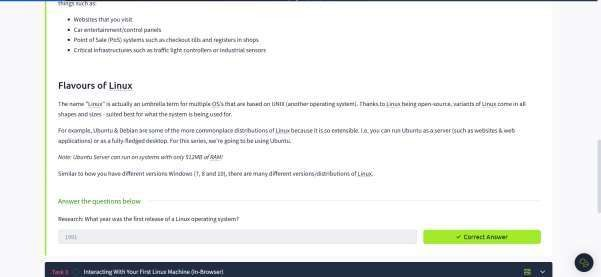 things such as:
Websites that you visit
Car entertainment/control panels
Point of Sale (PoS) systems such as checkout tills and registers in shops
Critical infrastructures such as traffic light controllers or industrial sensors
Flavours of Linux
The name "Linux" is actually an umbrella term for multiple OS's that are based on UNIX (another operating system). Thanks to Linux being open-source, variants of Linux come in all
shapes and sizes - suited best for what the system is being used for.
For example, Ubuntu & Debian are some of the more commonplace distributions of Linux because it is so extensible. I.e. you can run Ubuntu as a server (such as websites & web
applications) or as a fully-fledged desktop. For this series, we're going to be using Ubuntu.
Note: Ubuntu Server can run on systems with only 512MB of RAM!
Similar to how you have different versions Windows (7, 8 and 10), there are many different versions/distributions of Linux.
Answer the questions below
Research: What year was the first release of a Linux operating system?
1991
Correct Answer
Task 3 Interacting With Your First Linux Machine (In-Browser)